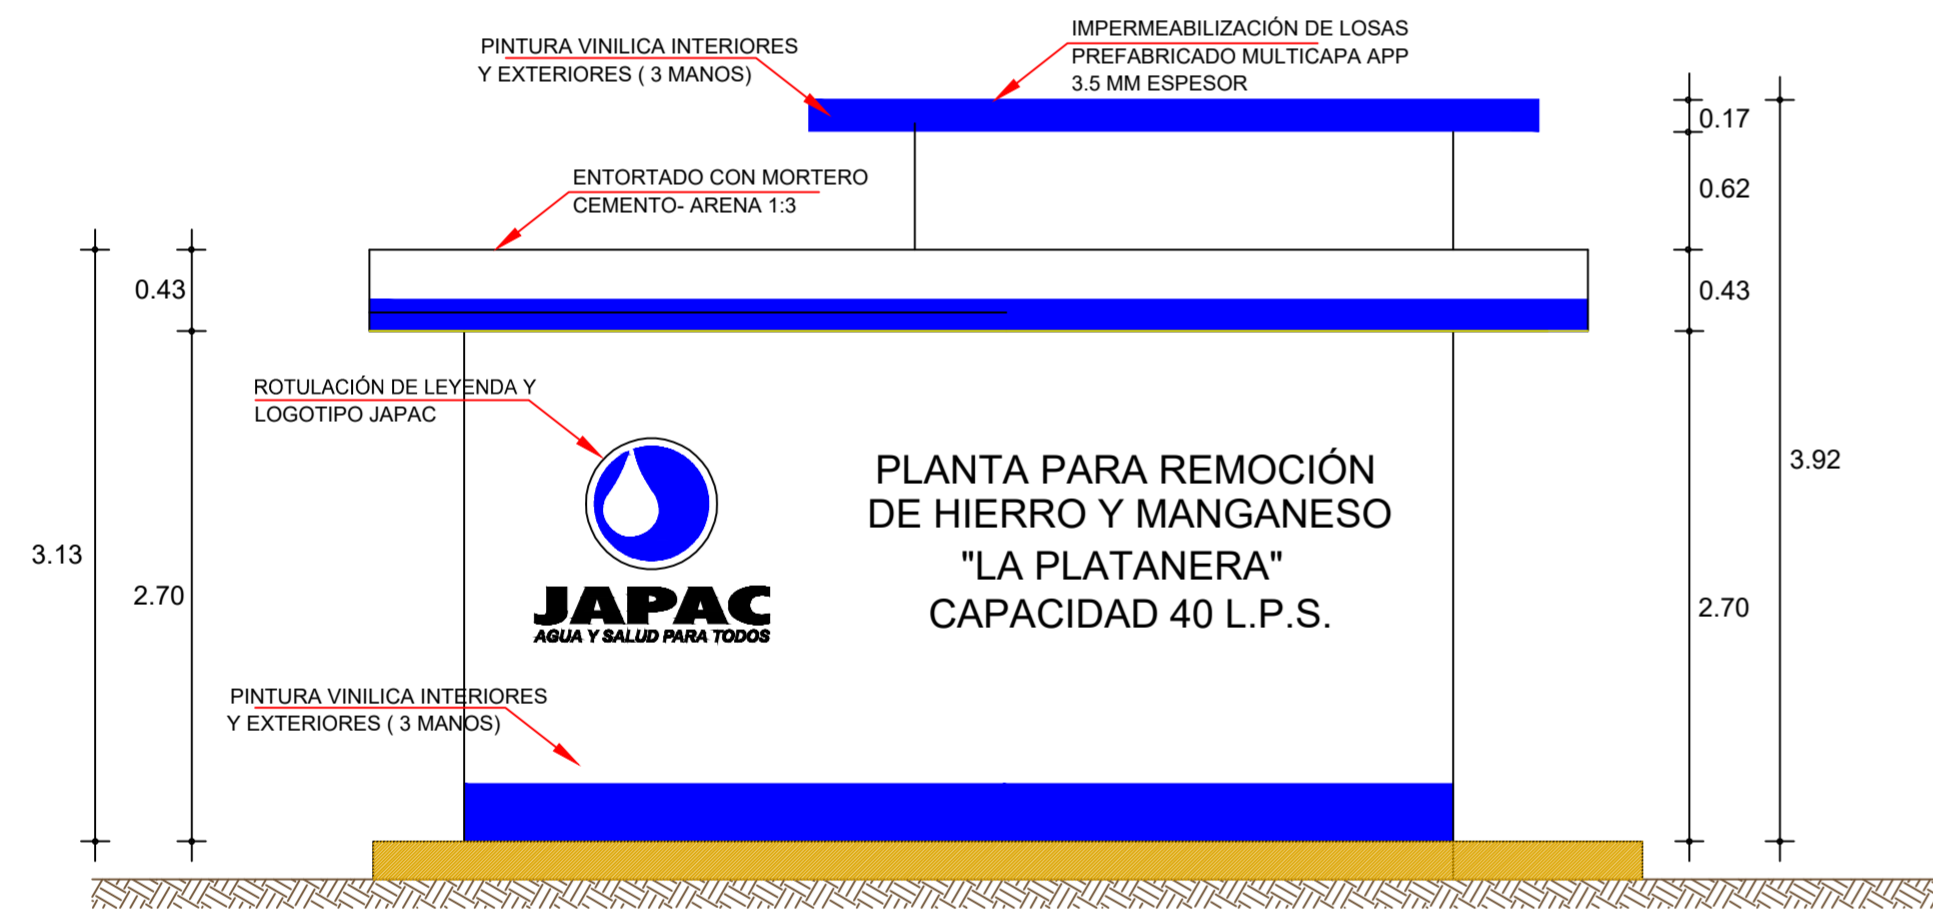 IMPERMEABILIZACIÓN DE LOSAS
PREFABRICADO MULTICAPA APP
3.5 MM ESPESOR
PINTURA VINILICA INTERIORES
Y EXTERIORES ( 3 MANOS)
0.17
0.62
ENTORTADO CON MORTERO
CEMENTO- ARENA 1:3
0.43
0.43
ROTULACIÓN DE LEYENDA Y
LOGOTIPO JAPAC
PLANTA PARA REMOCIÓN
DE HIERRO Y MANGANESO
"LA PLATANERA"
CAPACIDAD 40 L.P.S.
JAPAC
AGUA Y SALUD PARA TODOS
3.92
3.13
2.70
2.70
PINTURA VINILICA INTERIORES
Y EXTERIORES ( 3 MANOS)